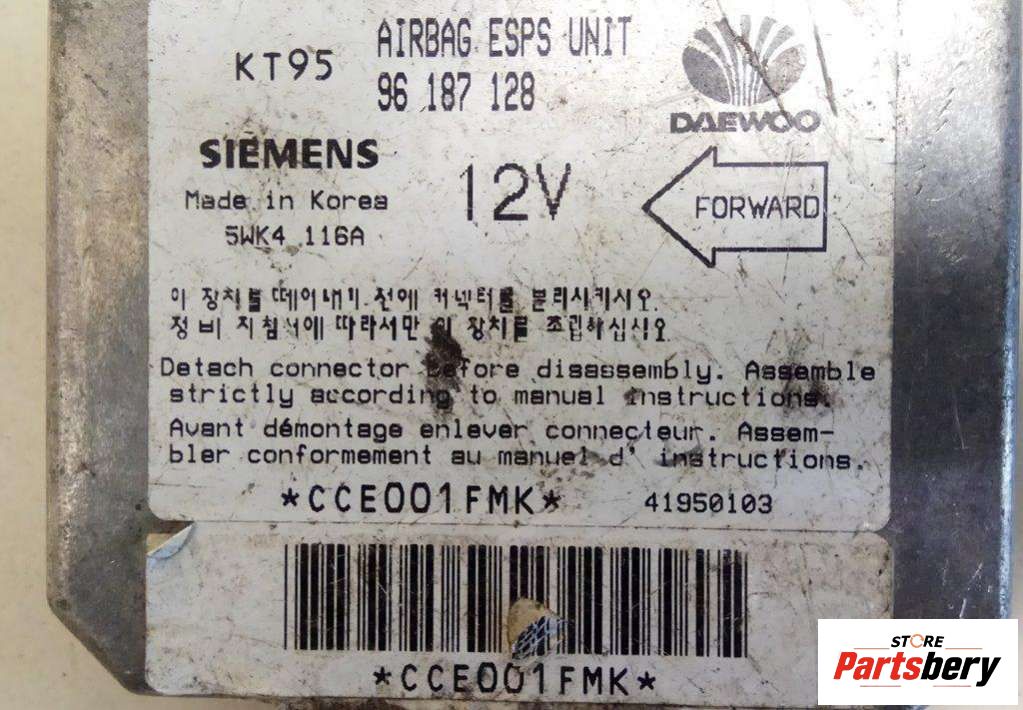 KT95
AIRBAG ESPS UNIT
96 187 128
DAEWOO
SIEMENS
Made in Korea
5WK4 116A
12V
FORWARD
이 장치를 떼어내기 전에 커넥터를 분리시키시오.
정비 지침서에 따라서만 이 장치를 조립하십시오.
Detach connector before disassembly. Assemble
strictly according to manual instructions.
Avant démontage enlever connecteur. Assem-
bler conformement au manuel d' instructions.
*CCE001FMK*
41950103
*CCE001FMK*
STORE
Partsbery